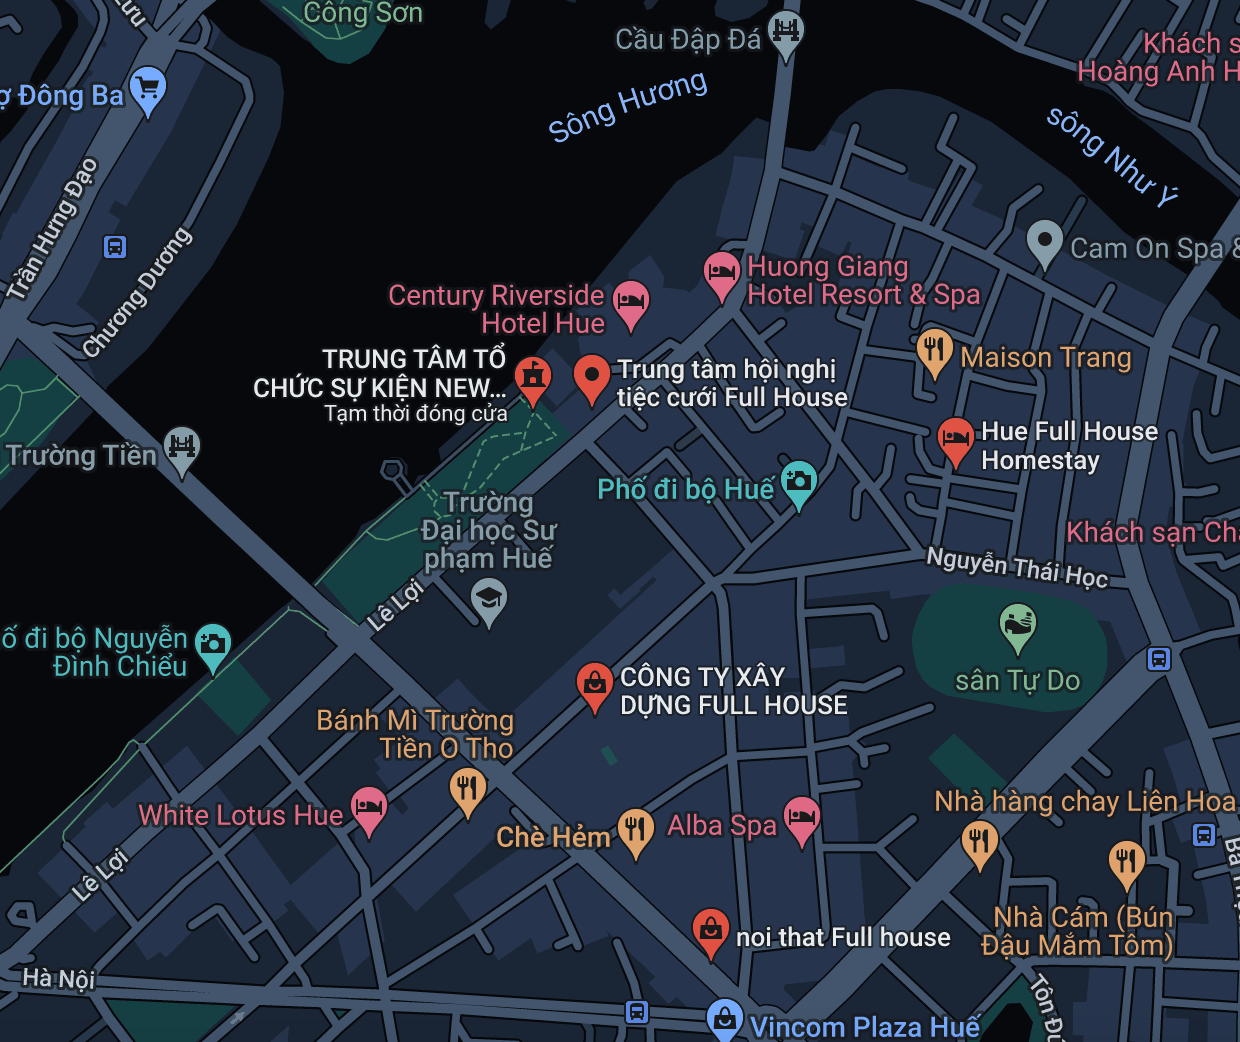 Công Sơn
Cầu Đập Đá
Khách s
Hoàng Anh H
ợ Đông Ba
Sông Hương
sông Như Ý
Trần Hưng Đạo
Chương Dương
Cam On Spa &
Huong Giang
Hotel Resort & Spa
Century Riverside
Hotel Hue
TRUNG TÂM TỔ
CHỨC SỰ KIỆN NEW...
Tạm thời đóng cửa
Trung tâm hội nghị
tiệc cưới Full House
Maison Trang
Hue Full House
Homestay
Trường Tiền
Phố đi bộ Huế
Trường
Đại học Sư
phạm Huế
Khách sạn Ch
Nguyễn Thái Học
Lê Lợi
ố đi bộ Nguyễn
Đình Chiểu
sân Tự Do
CÔNG TY XÂY
DỰNG FULL HOUSE
Bánh Mì Trường
Tiền O Tho
White Lotus Hue
Chè Hẻm
Alba Spa
Nhà hàng chay Liên Hoa
Lê Lợi
Nhà Cám (Bún
Đậu Mắm Tôm)
noi that Full house
Hà Nội
Tôn Đứ
Vincom Plaza Huế